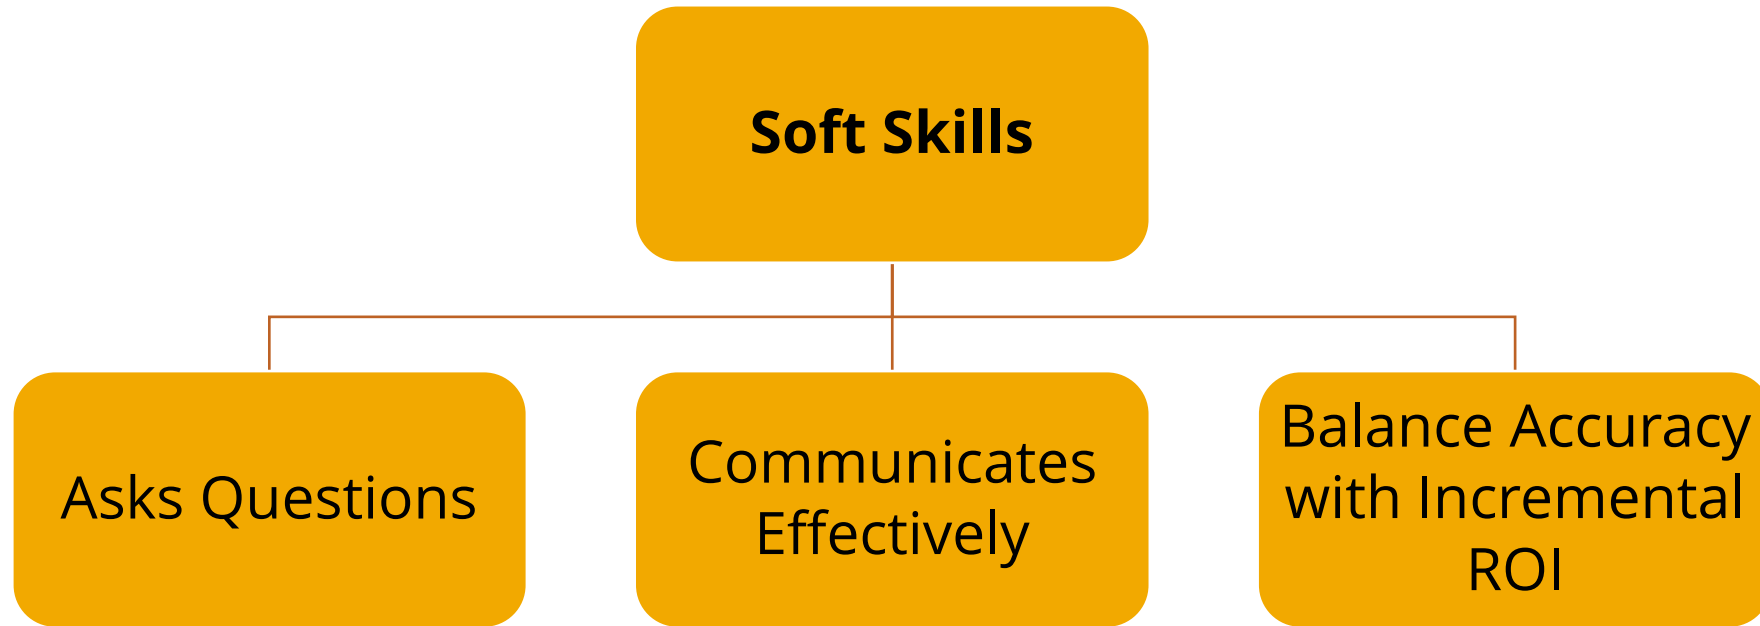 Soft Skills
Asks Questions
Communicates
Effectively
Balance Accuracy
with Incremental
ROI